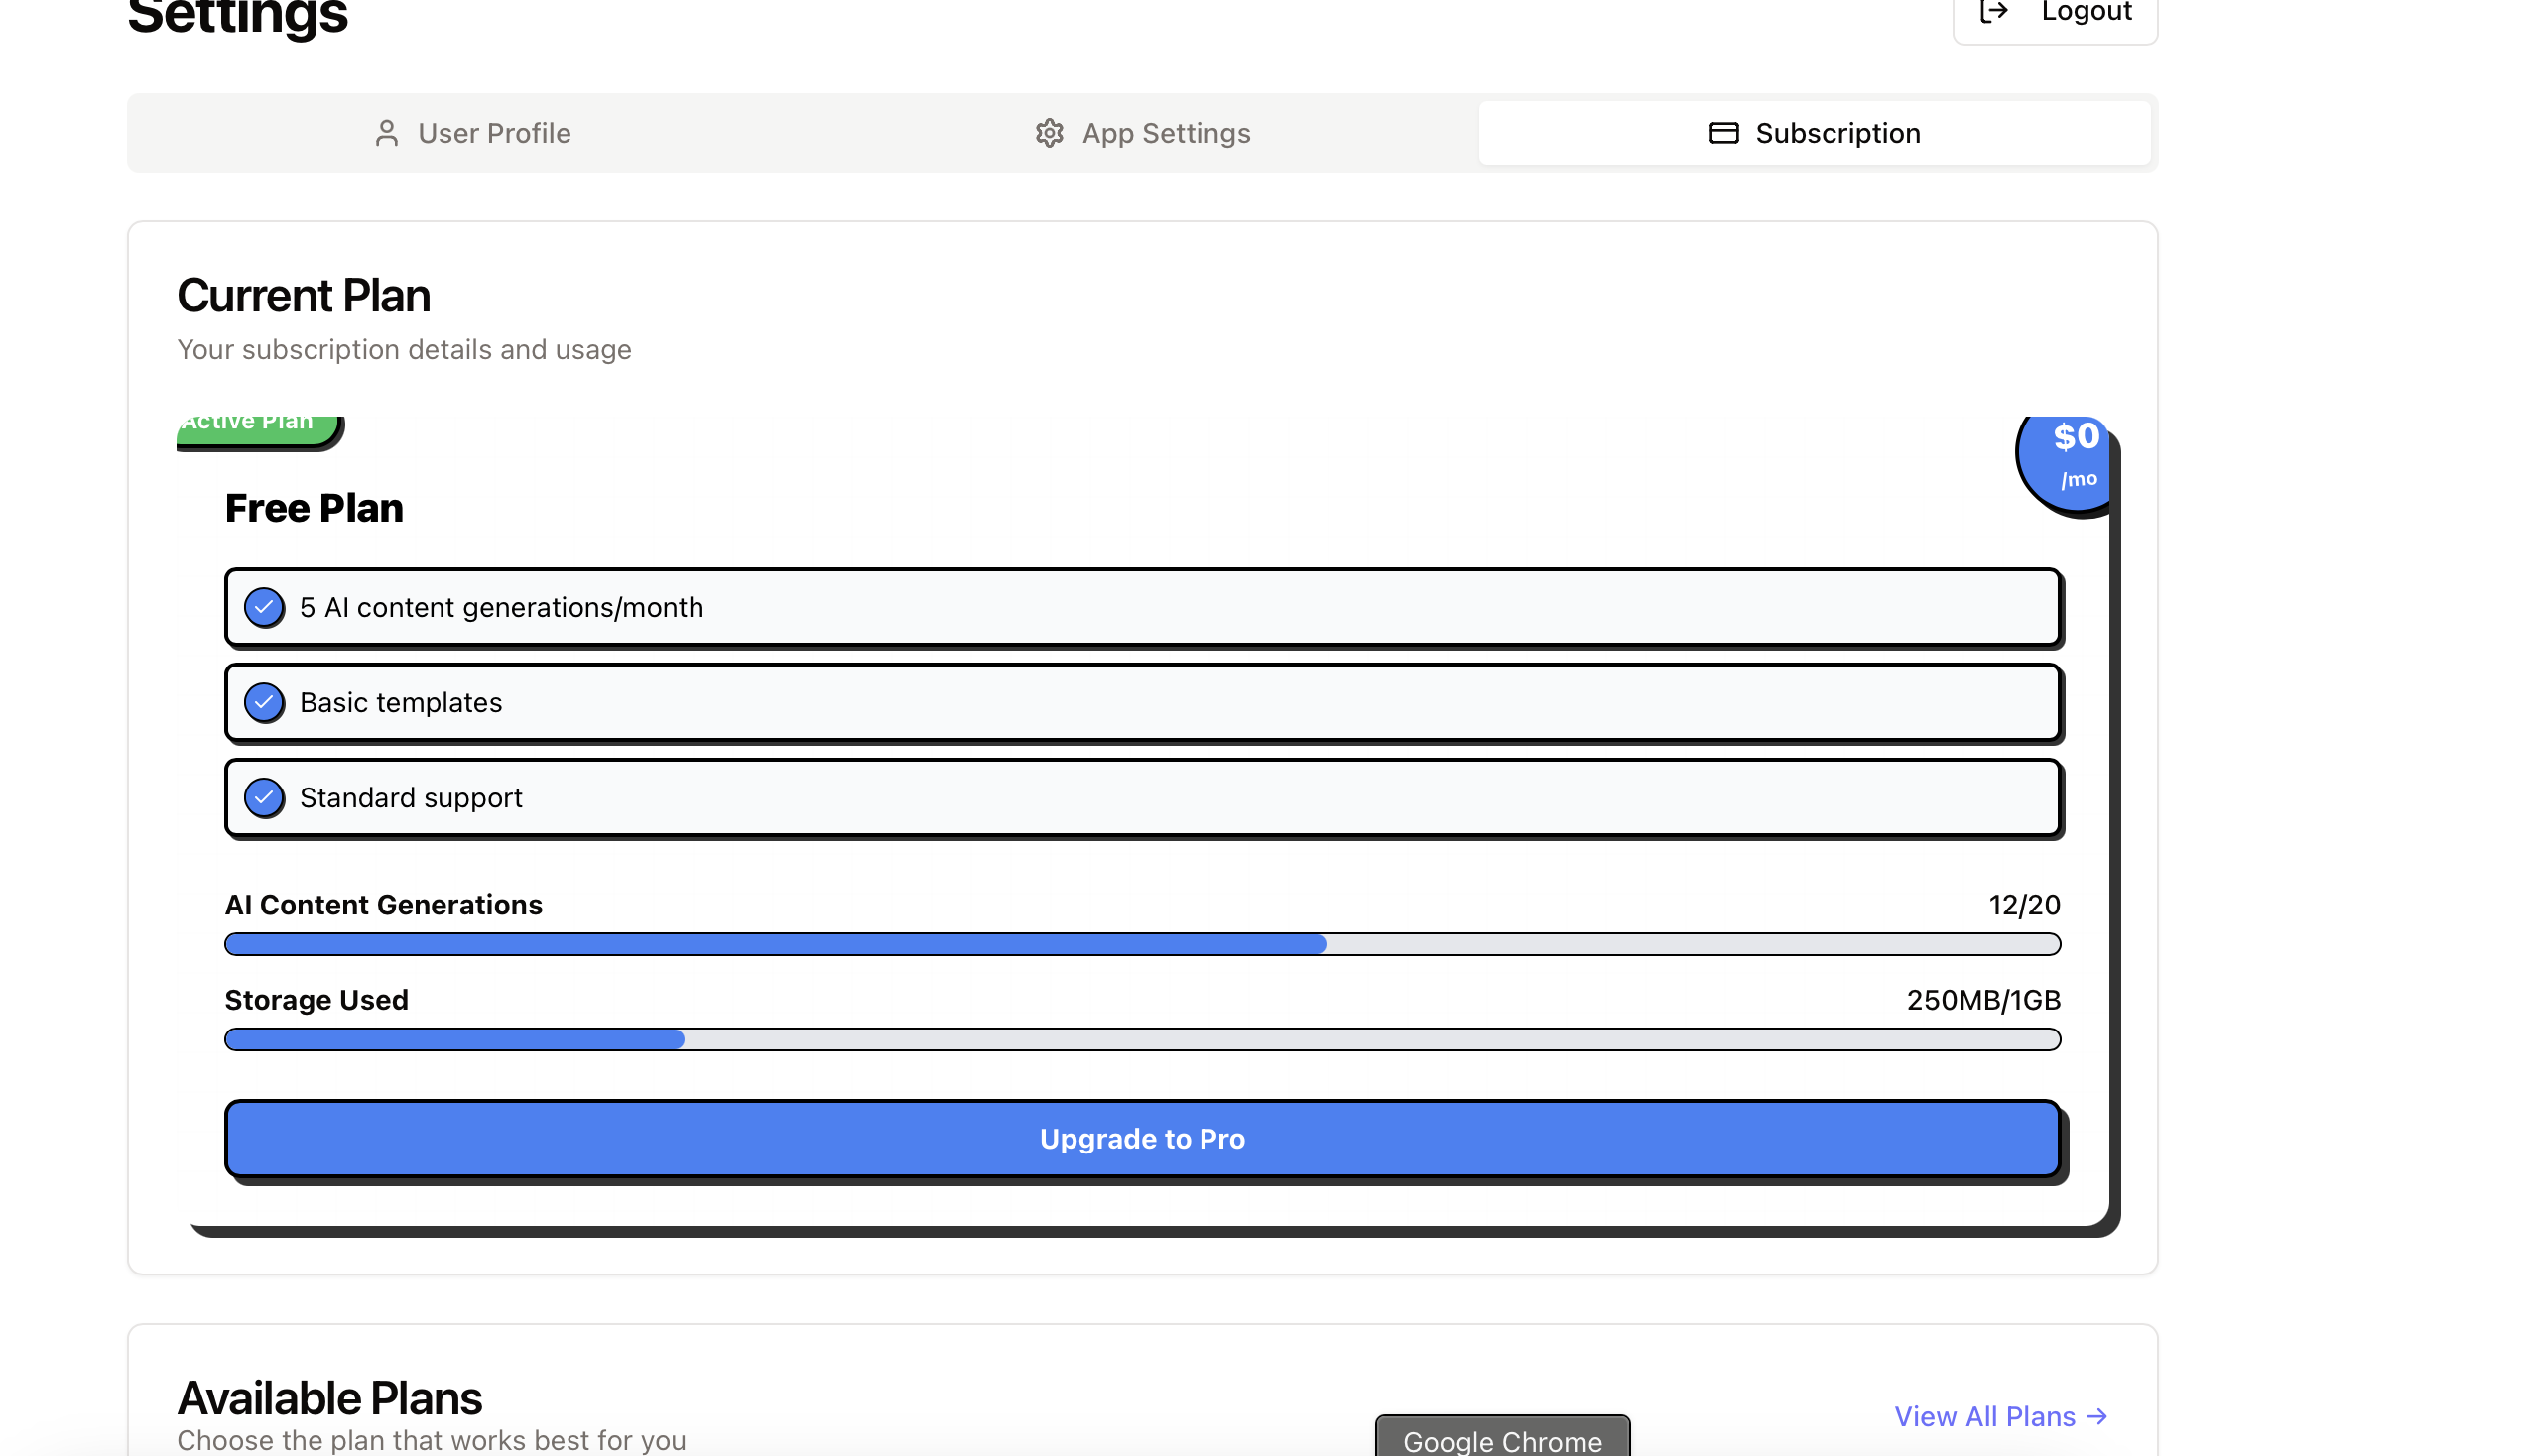 Settings
Logout
User Profile
App Settings
Subscription
Current Plan
Your subscription details and usage
Active Plan
$0
/mo
Free Plan
5 AI content generations/month
Basic templates
Standard support
AI Content Generations
12/20
Storage Used
250MB/1GB
Upgrade to Pro
Available Plans
View All Plans →
Choose the plan that works best for you
Google Chrome